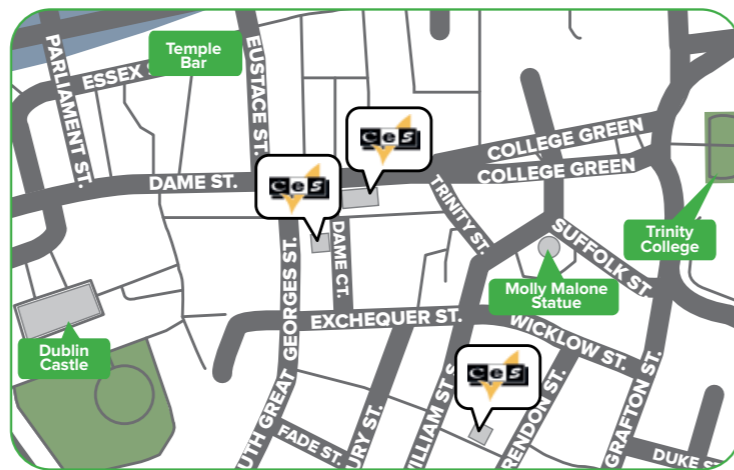 PARLIAMENT ST.
ESSEX
Temple
Bar
EUSTACE ST.
ces
COLLEGE GREEN
COLLEGE GREEN
DAME ST.
ces
TRINITY ST.
DAME CT.
SUFFOLK ST.
Trinity
College
Molly Malone
Statue
GEORGES ST.
EXCHEQUER ST.
WICKLOW ST.
Dublin
Castle
ces
GREAT
GRAFTON ST.
FADE ST.
DUKE